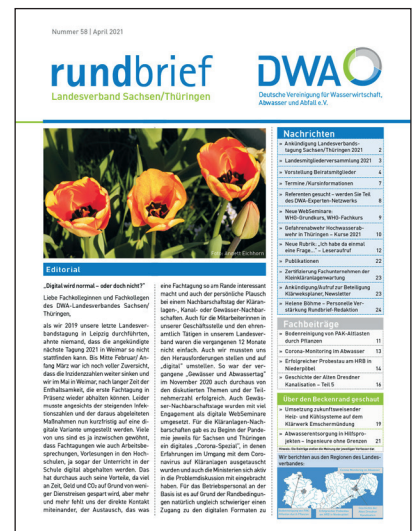 Nummer 58 | April 2021
rundbrief
Landesverband Sachsen/Thüringen
DWA
Deutsche Vereinigung für Wasserwirtschaft,
Abwasser und Abfall e.V.
Foto: Annett Eichhorn
Editorial
„Digital wird normal – oder doch nicht?"
Liebe Fachkolleginnen und Fachkollegen
des DWA-Landesverbandes Sachsen/
Thüringen,
als wir 2019 unsere letzte Landesver-
bandstagung in Leipzig durchführten,
ahnte niemand, dass die angekündigte
nächste Tagung 2021 in Weimar so nicht
stattfinden kann. Bis Mitte Februar/ An-
fang März war ich noch voller Zuversicht,
dass die Inzidenzzahlen weiter sinken und
wir im Mai in Weimar, nach langer Zeit der
Enthaltsamkeit, die erste Fachtagung in
Präsenz wieder abhalten können. Leider
musste angesichts der steigenden Infek-
tionszahlen und der daraus abgeleiteten
Maßnahmen nun kurzfristig auf eine di-
gitale Variante umgestellt werden. Viele
von uns sind es ja inzwischen gewöhnt,
dass Fachtagungen wie auch Arbeitsbe-
sprechungen, Vorlesungen in den Hoch-
schulen, ja sogar der Unterricht in der
Schule digital abgehalten werden. Das
hat durchaus auch seine Vorteile, da viel
an Zeit, Geld und CO₂ auf Grund von weni-
ger Dienstreisen gespart wird, aber mehr
und mehr fehlt uns der direkte Kontakt
miteinander, der Austausch, das was
eine Fachtagung so am Rande interessant
macht und auch der persönliche Plausch
bei einem Nachbarschaftstag der Kläran-
lagen-, Kanal- oder Gewässer-Nachbar-
schaften. Auch für die Mitarbeiterinnen in
unserer Geschäftsstelle und den ehren-
amtlich Tätigen in unserem Landesver-
band waren die vergangenen 12 Monate
nicht einfach. Auch wir mussten uns
den Herausforderungen stellen und auf
„digital" umstellen. So war der ver-
gangene „Gewässer und Abwassertag"
im November 2020 auch durchaus von
den diskutierten Themen und der Teil-
nehmerzahl erfolgreich. Auch Gewäs-
ser-Nachbarschaftstage wurden mit viel
Engagement als digitale WebSeminare
umgesetzt. Für die Kläranlagen-Nach-
barschaften gab es zu Beginn der Pande-
mie jeweils für Sachsen und Thüringen
ein digitales „Corona-Spezial", in denen
Erfahrungen im Umgang mit dem Coro-
navirus auf Kläranlagen ausgetauscht
wurden und auch die Ministerien sich aktiv
in die Problemdiskussion mit eingebracht
haben. Für das Betriebspersonal an der
Basis ist es auf Grund der Randbedingun-
gen natürlich ungleich schwieriger einen
Zugang zu den digitalen Formaten zu
Nachrichten
» Ankündigung Landesverbands-
tagung Sachsen/Thüringen 2021 2
» Landesmitgliederversammlung 2021 3
» Vorstellung Beiratsmitglieder 4
» Termine /Kursinformationen 7
» Referenten gesucht – werden Sie Teil
des DWA-Experten-Netzwerks 8
» Neue WebSeminare:
WHG-Grundkurs, WHG-Fachkurs 9
» Gefahrenabwehr Hochwasserab-
wehr in Thüringen – Kurse 2021 10
» Neue Rubrik: „Ich habe da einmal
eine Frage..." – Leseraufruf 12
» Publikationen 22
» Zertifizierung Fachunternehmen der
Kleinkläranlagenwartung 23
» Ankündigung/Aufruf zur Beteiligung
Klärweksplaner, Newsletter 23
» Helene Böhme – Personelle Ver-
stärkung Rundbrief-Redaktion 24
Fachbeiträge
» Bodenreinigung von PAK-Altlasten
durch Pflanzen 11
» Corona-Monitoring im Abwasser 13
» Erfolgreicher Probestau am HRB in
Niederpöbel 14
» Geschichte der Alten Dresdner
Kanalisation – Teil 5 16
Über den Beckenrand geschaut
» Umsetzung zukunftsweisender
Heiz- und Kühlsysteme auf dem
Klärwerk Emschermündung 19
» Abwasserentsorgung in Hilfspro-
jekten – Ingenieure ohne Grenzen 21
Wir berichten aus den Regionen des Landes-
verbandes: